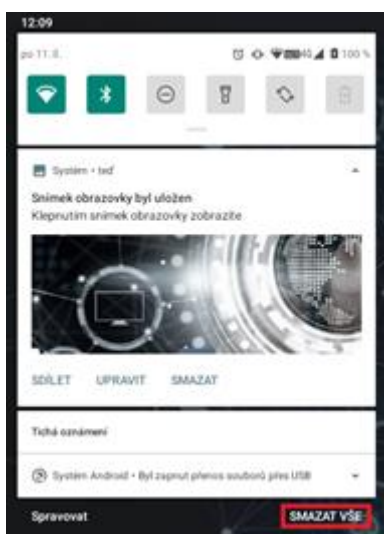 12:09
po 11. 8.
4G 100 %
Systém • teď
Snímek obrazovky byl uložen
Klepnutím snímek obrazovky zobrazíte
SDÍLET UPRAVIT SMAZAT
Tichá oznámení
Systém Android • Byl zapnut přenos souborů přes USB
Spravovat SMAZAT VŠE